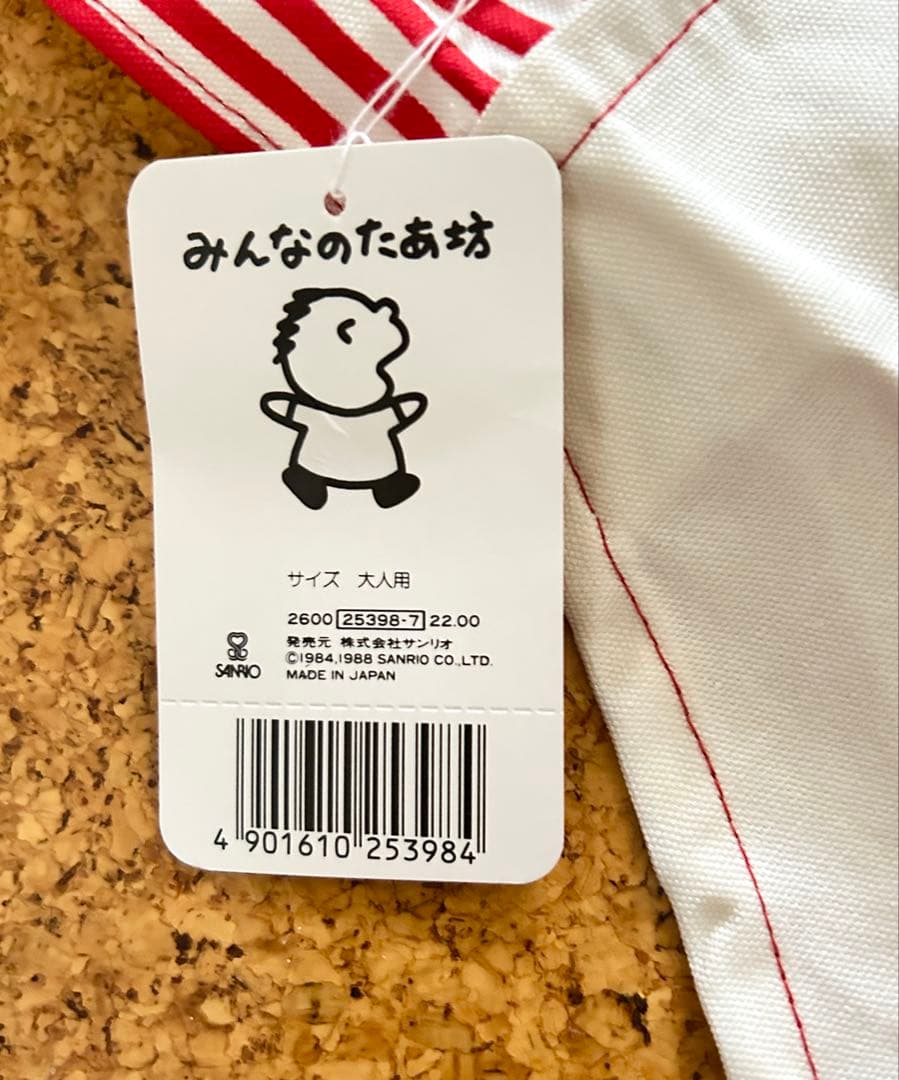 みんなのたあ坊
サイズ 大人用
2600 25398-7 22.00
発売元 株式会社サンリオ
©1984,1988 SANRIO CO.,LTD.
MADE IN JAPAN
SANRIO
4 901610 253984